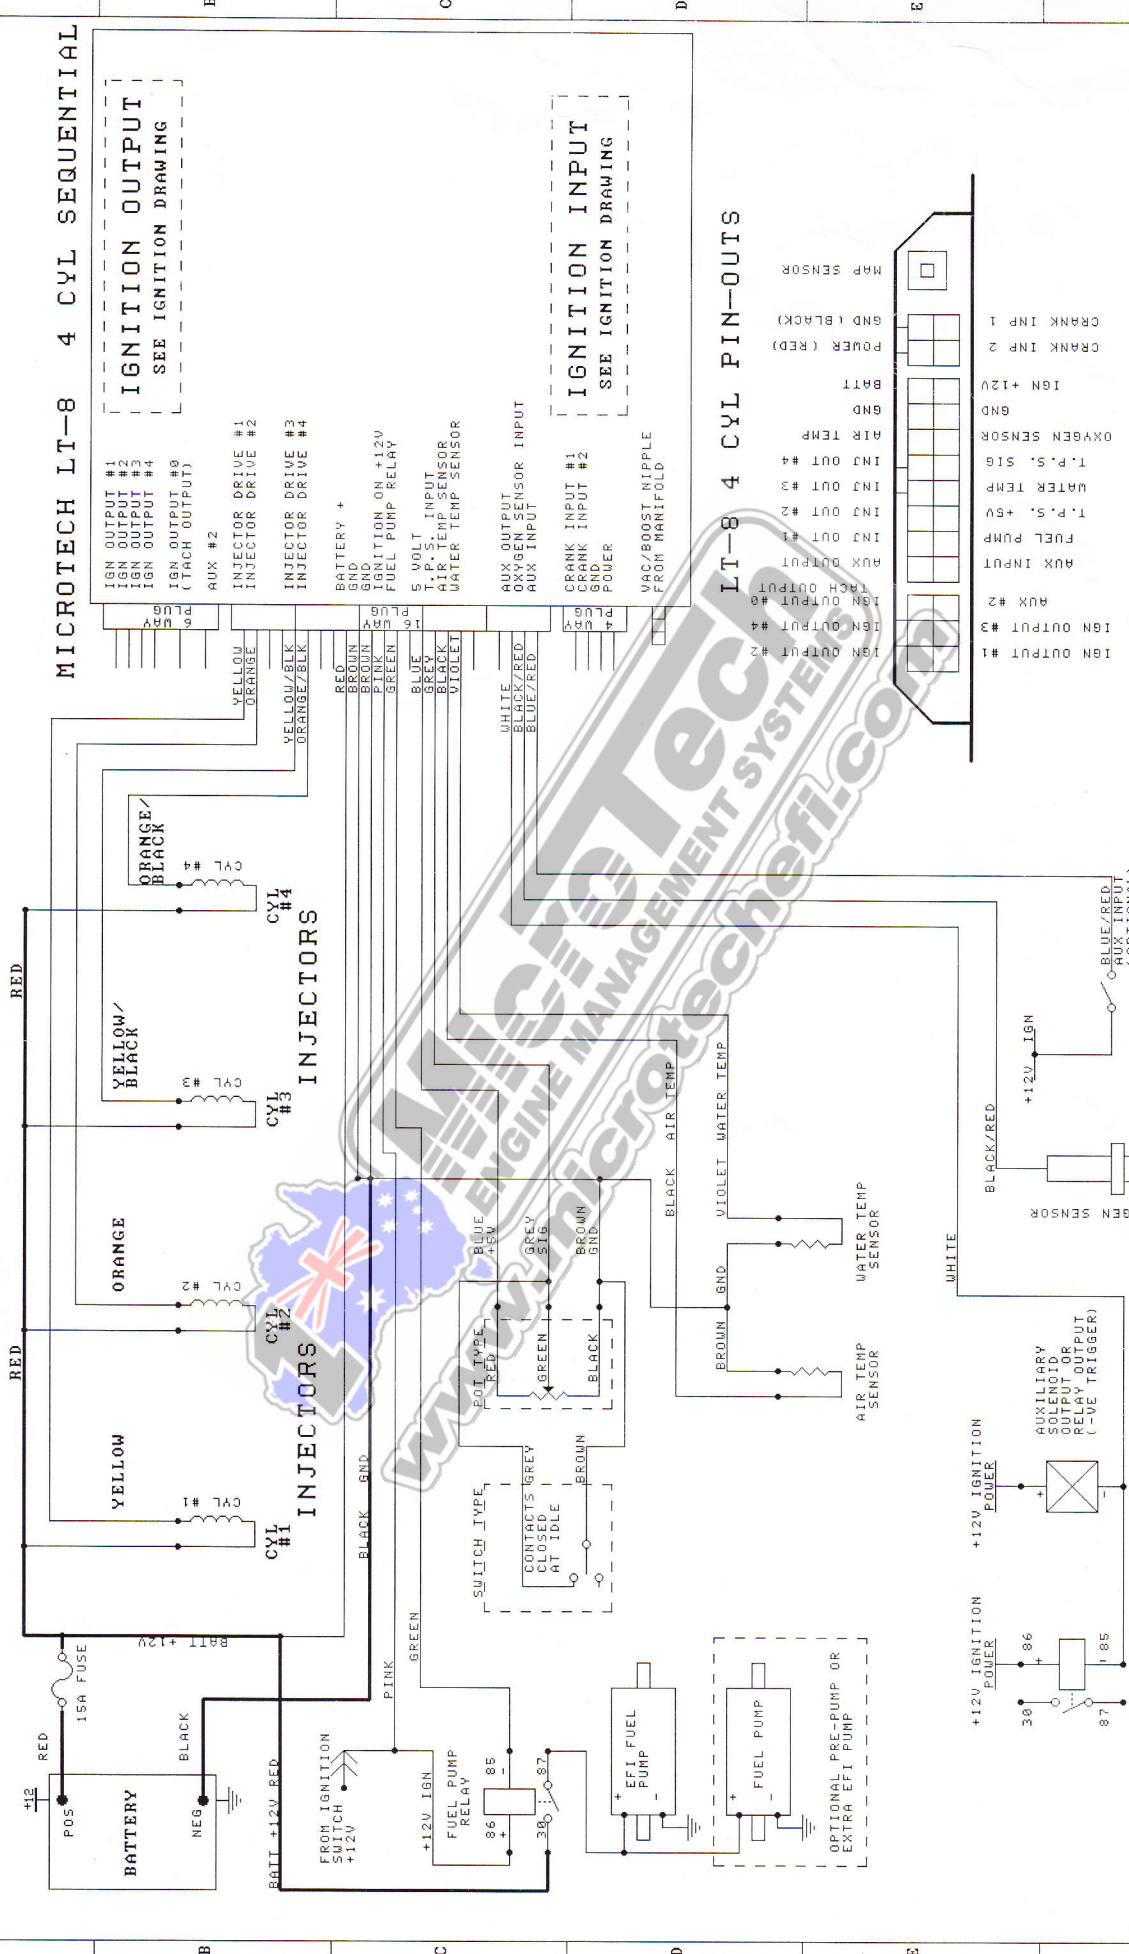 MICROTECH LT-8 4 CYL SEQUENTIAL
IGNITION OUTPUT
SEE IGNITION DRAWING
IGNITION INPUT
SEE IGNITION DRAWING
IGN OUTPUT #1
IGN OUTPUT #2
IGN OUTPUT #3
IGN OUTPUT #4
IGN OUTPUT #0
(TACH OUTPUT)
AUX #2
INJECTOR DRIVE #1
INJECTOR DRIVE #2
INJECTOR DRIVE #3
INJECTOR DRIVE #4
BATTERY +
GND
GND
IGNITION ON +12V
FUEL PUMP RELAY
5 VOLT
T.P.S. INPUT
AIR TEMP SENSOR
WATER TEMP SENSOR
AUX OUTPUT
OXYGEN SENSOR INPUT
AUX INPUT
CRANK INPUT #1
CRANK INPUT #2
GND
POWER
VAC/BOOST NIPPLE
FROM MANIFOLD
6 WAY
PLUG
16 WAY
PLUG
4 WAY
PLUG
YELLOW
ORANGE
YELLOW/BLK
ORANGE/BLK
RED
BROWN
BROWN
PINK
GREEN
BLUE
GREY
BLACK
VIOLET
WHITE
BLACK/RED
BLUE/RED
LT-8 4 CYL PIN-OUTS
MAP SENSOR
GND (BLACK)
POWER (RED)
BATT
GND
AIR TEMP
INJ OUT #4
INJ OUT #3
INJ OUT #2
INJ OUT #1
AUX OUTPUT
TACH OUTPUT
IGN OUTPUT #0
IGN OUTPUT #4
IGN OUTPUT #2
CRANK INP 1
CRANK INP 2
IGN +12V
GND
OXYGEN SENSOR
T.P.S. SIG
WATER TEMP
T.P.S. +5V
FUEL PUMP
AUX INPUT
AUX #2
IGN OUTPUT #3
IGN OUTPUT #1
RED
RED
ORANGE/
BLACK
CYL #4
CYL
#4
YELLOW/
BLACK
CYL #3
CYL
#3
INJECTORS
ORANGE
CYL #2
CYL
#2
YELLOW
CYL #1
CYL
#1
INJECTORS
BATT +12V
15A FUSE
RED
BLACK
+12
POS
NEG
BATTERY
BATT +12V RED
BLACK GND
PINK
GREEN
FROM IGNITION
SWITCH
+12V
+12V IGN
FUEL PUMP
RELAY
85
86
87
30
EFI FUEL
PUMP
FUEL PUMP
OPTIONAL PRE-PUMP OR
EXTRA EFI PUMP
SWITCH TYPE
CONTACTS
CLOSED
AT IDLE
GREY
BROWN
POT TYPE
RED
GREEN
BLACK
BLUE
+5V
GREY
SIG
BROWN
GND
BLACK AIR TEMP
VIOLET WATER TEMP
BROWN GND
WATER TEMP
SENSOR
AIR TEMP
SENSOR
WHITE
BLACK/RED
GEN SENSOR
+12V IGN
BLUE/RED
AUX INPUT
+12V IGNITION
POWER
AUXILIARY
SOLENOID
OUTPUT OR
RELAY OUTPUT
(-VE TRIGGER)
+12V IGNITION
POWER
86
85
30
87
MicroTech
ENGINE MANAGEMENT SYSTEMS
www.microtechefi.com
B
C
D
E
B
C
D
E